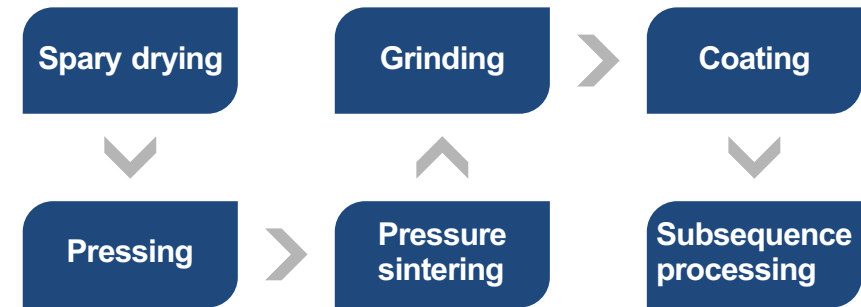 Spary drying
Grinding
Coating
Pressing
Pressure
sintering
Subsequence
processing